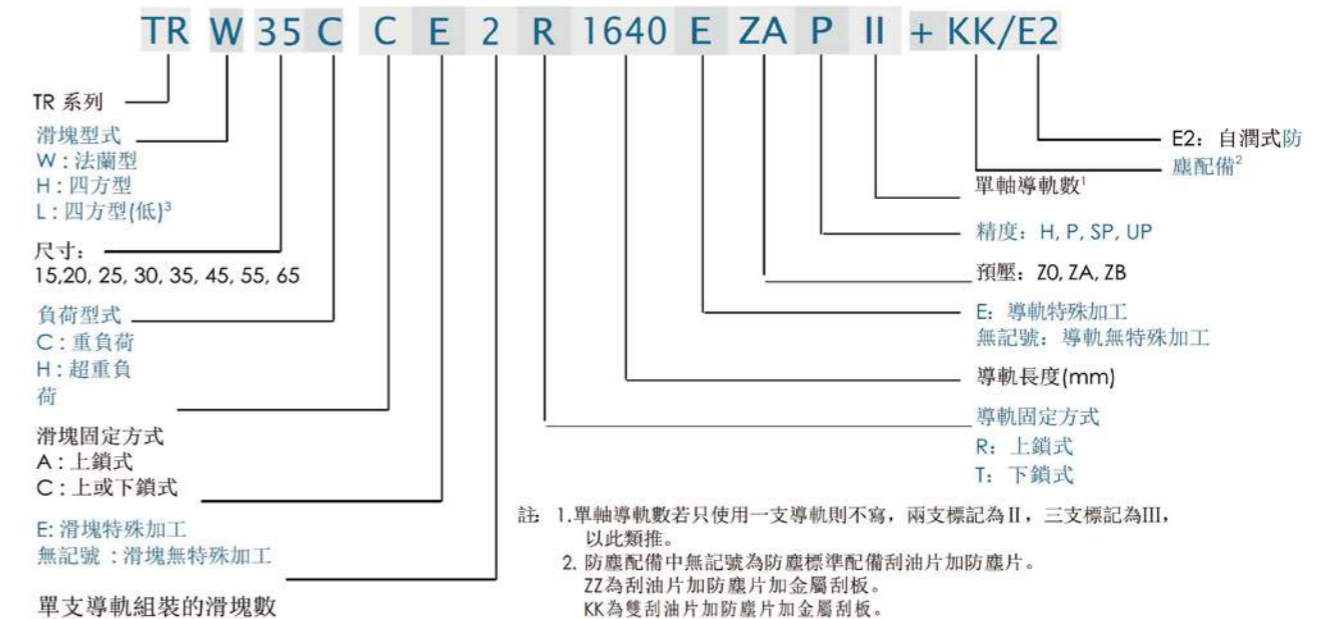 TR W 35 C C E 2 R 1640 E ZA P II + KK/E2
TR 系列
滑塊型式
W : 法蘭型
H : 四方型
L : 四方型(低)³
尺寸:
15,20, 25, 30, 35, 45, 55, 65
負荷型式
C : 重負荷
H : 超重負
荷
滑塊固定方式
A : 上鎖式
C : 上或下鎖式
E: 滑塊特殊加工
無記號 : 滑塊無特殊加工
單支導軌組裝的滑塊數
E2: 自潤式防
塵配備²
單軸導軌數¹
精度: H, P, SP, UP
預壓: Z0, ZA, ZB
E: 導軌特殊加工
無記號: 導軌無特殊加工
導軌長度(mm)
導軌固定方式
R: 上鎖式
T: 下鎖式
註: 1.單軸導軌數若只使用一支導軌則不寫，兩支標記為II，三支標記為III，
以此類推。
2. 防塵配備中無記號為防塵標準配備刮油片加防塵片。
ZZ為刮油片加防塵片加金屬刮板。
KK為雙刮油片加防塵片加金屬刮板。